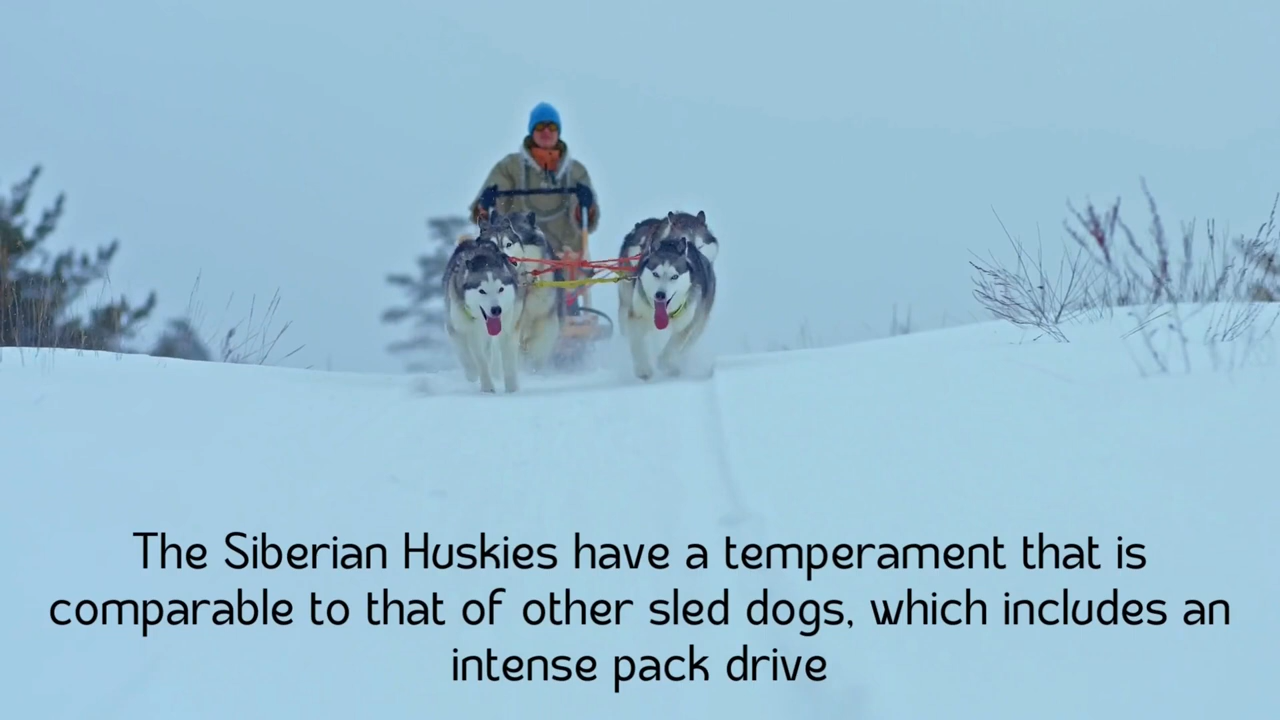 The Siberian Huskies have a temperament that is
comparable to that of other sled dogs, which includes an
intense pack drive